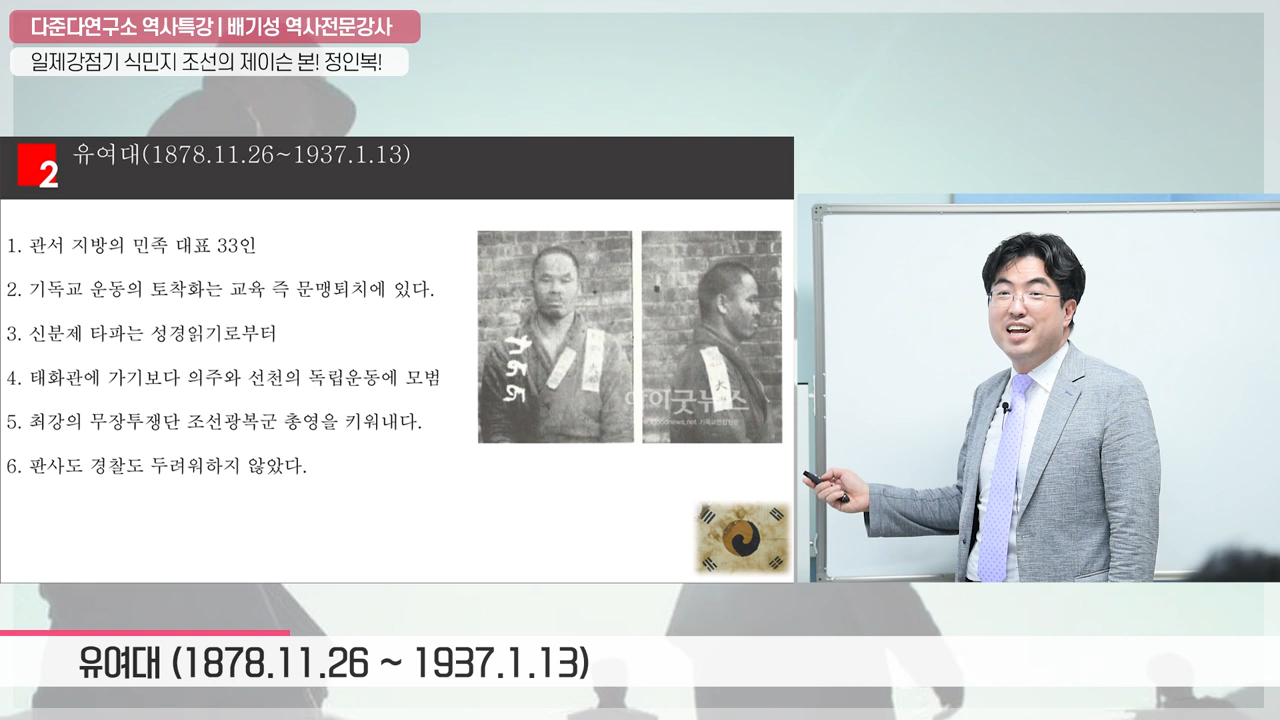 다준다연구소 역사특강 | 배기성 역사전문강사
일제강점기 식민지 조선의 제이슨 본! 정인복!
2
유여대(1878.11.26~1937.1.13)
1. 관서 지방의 민족 대표 33인
2. 기독교 운동의 토착화는 교육 즉 문맹퇴치에 있다.
3. 신분제 타파는 성경읽기로부터
4. 태화관에 가기보다 의주와 선천의 독립운동에 모범
5. 최강의 무장투쟁단 조선광복군 총영을 키워내다.
6. 판사도 경찰도 두려워하지 않았다.
아이굿뉴스
유여대 (1878.11.26 ~ 1937.1.13)